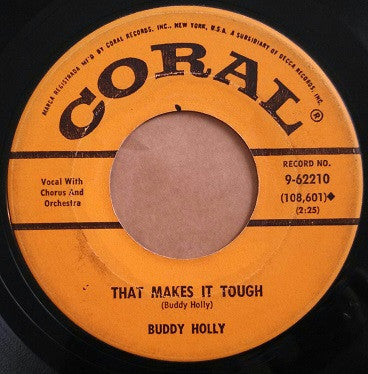 MARCA REGISTRADA MF'D BY CORAL RECORDS, INC., NEW YORK, U.S.A. A SUBSIDIARY OF DECCA RECORDS, INC.
CORAL®
Vocal With
Chorus And
Orchestra
RECORD NO.
9-62210
(108,601)◆
(2:25)
THAT MAKES IT TOUGH
(Buddy Holly)
BUDDY HOLLY